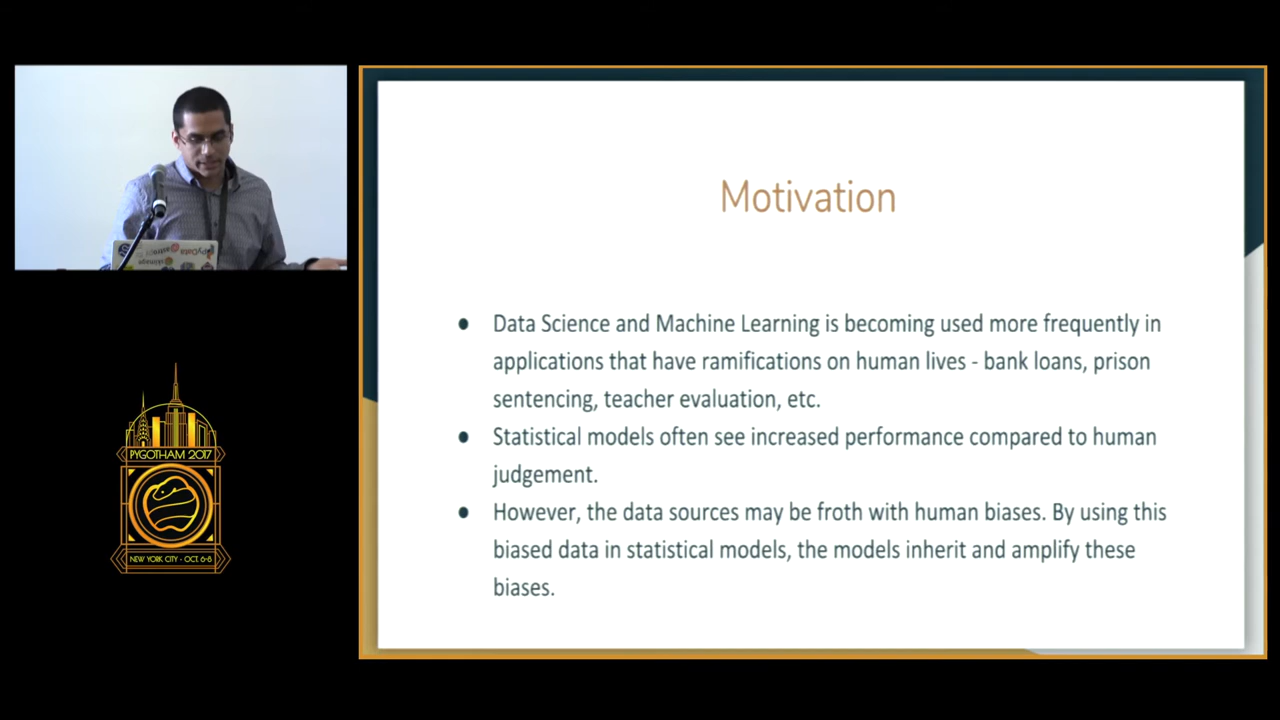 PyData
PYGOTHAM 2017
NEW YORK CITY - OCT. 6-8
Motivation
● Data Science and Machine Learning is becoming used more frequently in
applications that have ramifications on human lives - bank loans, prison
sentencing, teacher evaluation, etc.
● Statistical models often see increased performance compared to human
judgement.
● However, the data sources may be froth with human biases. By using this
biased data in statistical models, the models inherit and amplify these
biases.